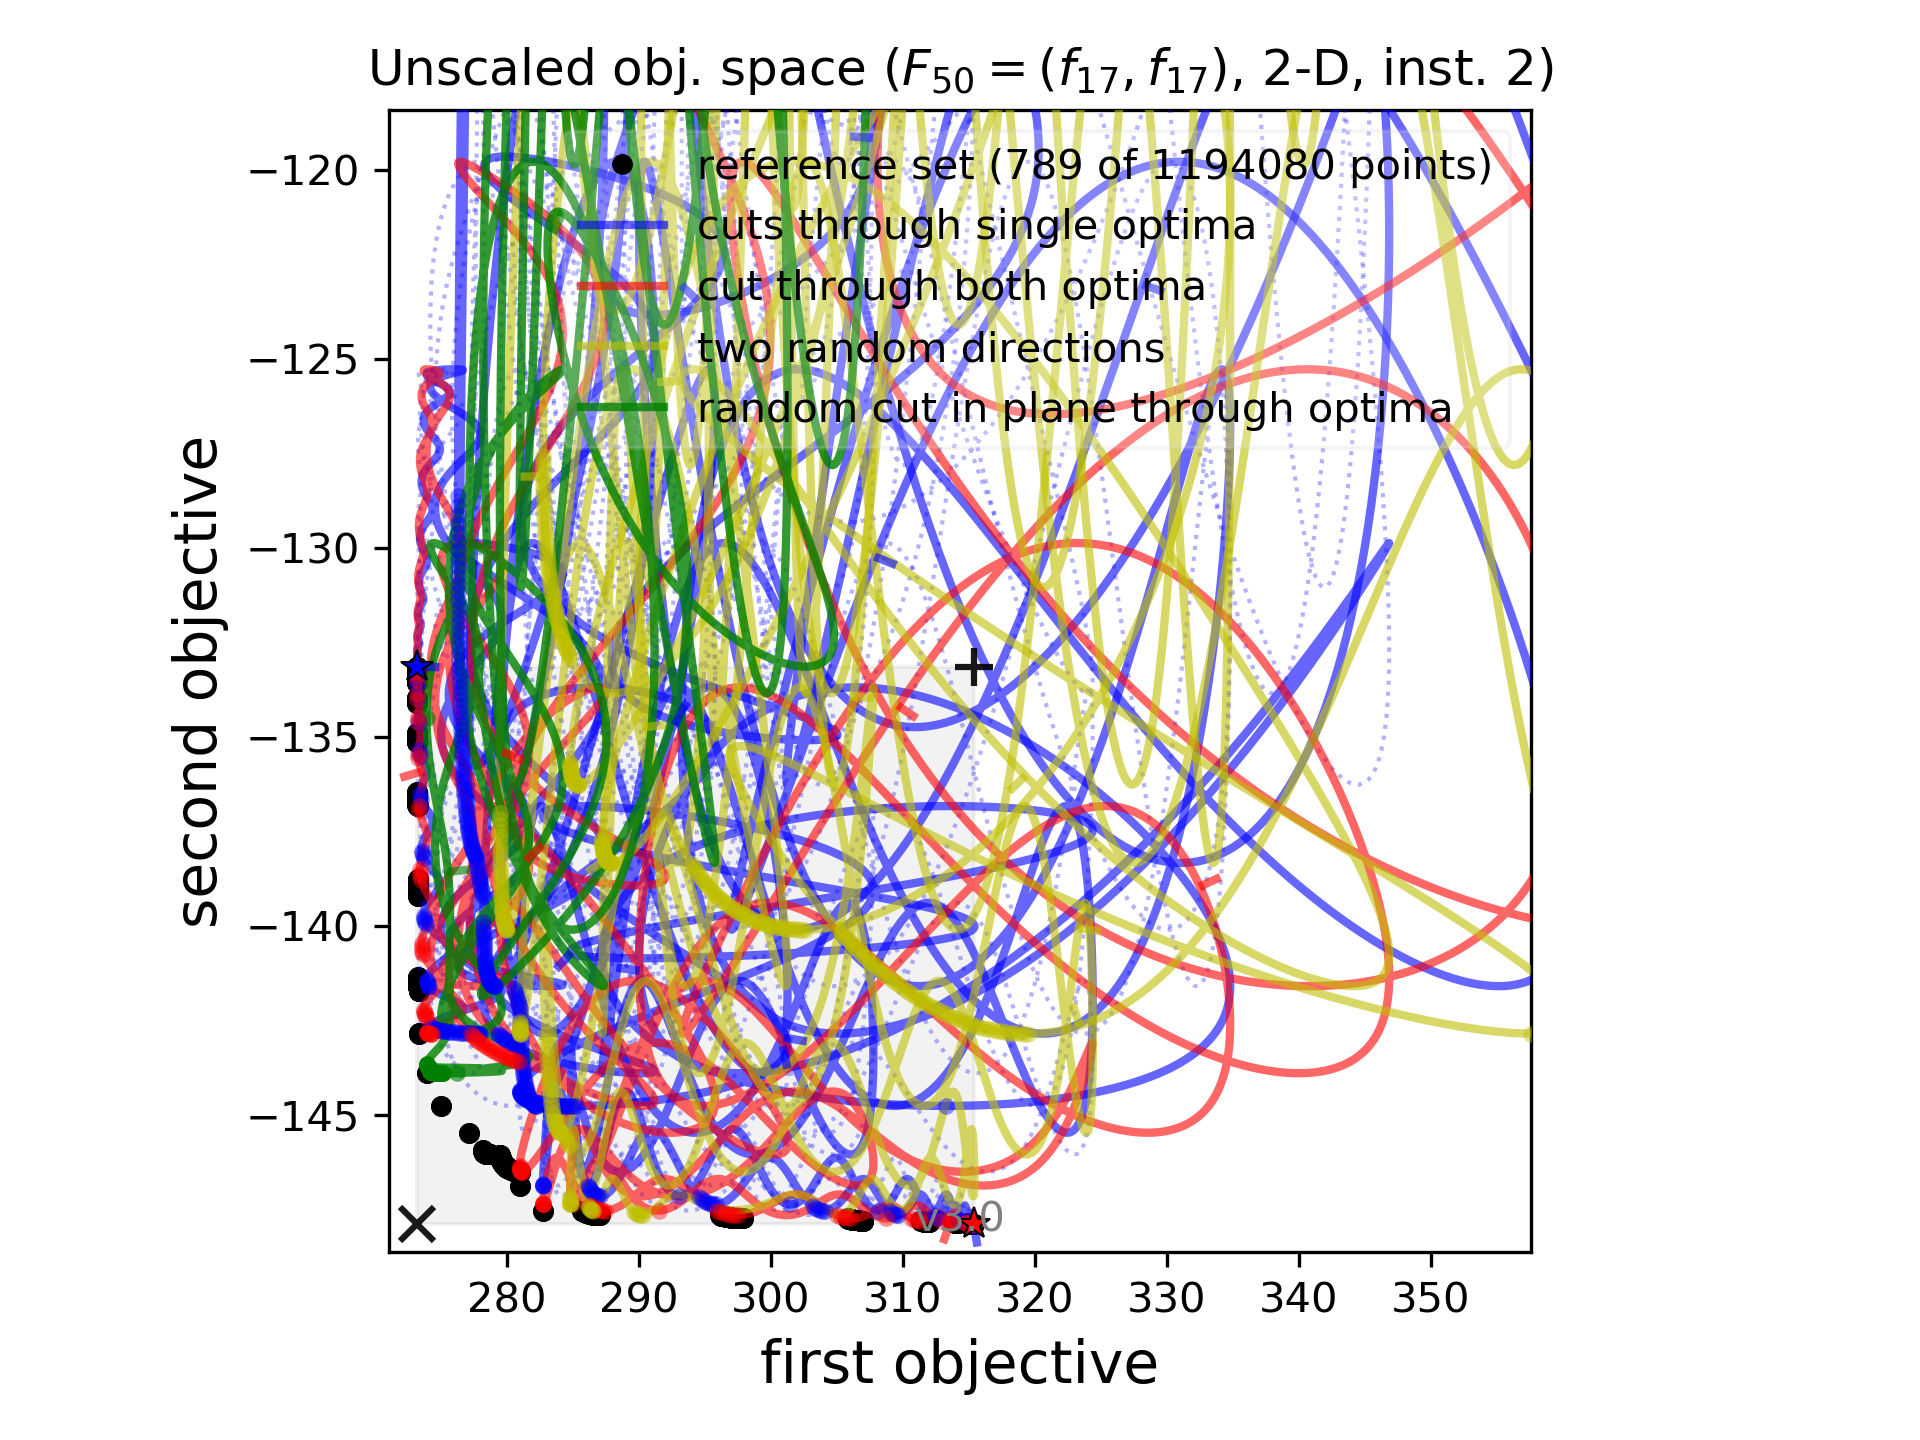 Unscaled obj. space (F₅₀ = (f₁₇, f₁₇), 2-D, inst. 2)
reference set (789 of 1194080 points)
cuts through single optima
cut through both optima
two random directions
random cut in plane through optima
second objective
−120
−125
−130
−135
−140
−145
v3.0
280
290
300
310
320
330
340
350
first objective